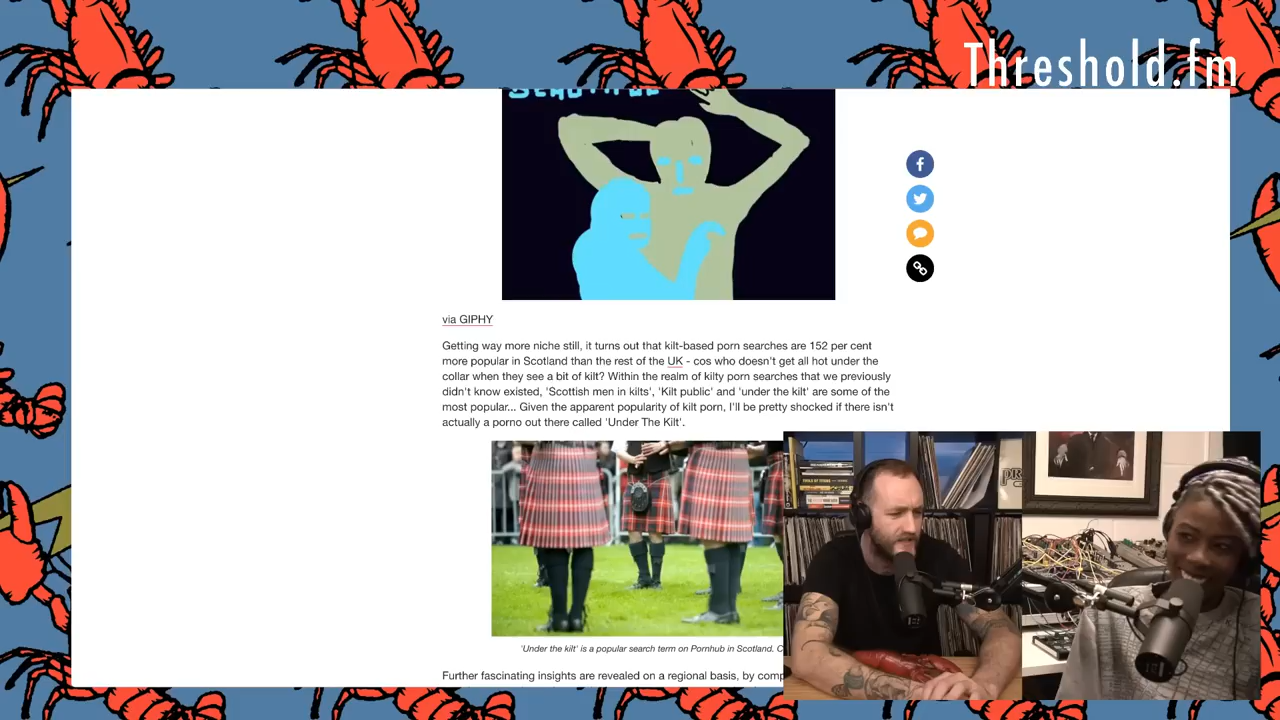 Threshold.fm
via GIPHY
Getting way more niche still, it turns out that kilt-based porn searches are 152 per cent
more popular in Scotland than the rest of the UK - cos who doesn't get all hot under the
collar when they see a bit of kilt? Within the realm of kilty porn searches that we previously
didn't know existed, 'Scottish men in kilts', 'Kilt public' and 'under the kilt' are some of the
most popular... Given the apparent popularity of kilt porn, I'll be pretty shocked if there isn't
actually a porno out there called 'Under The Kilt'.
'Under the kilt' is a popular search term on Pornhub in Scotland. C
Further fascinating insights are revealed on a regional basis, by comp